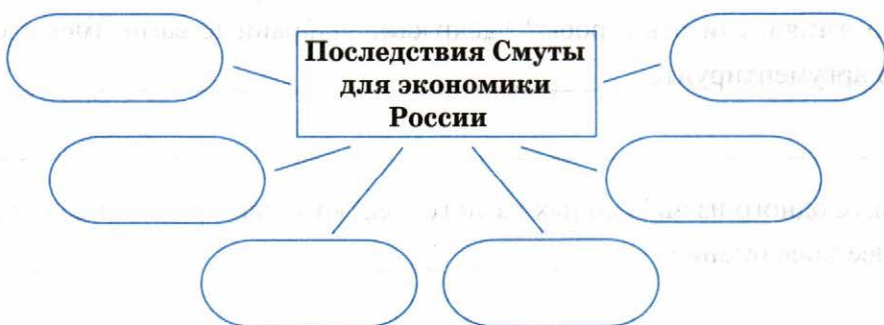 Последствия Смуты
для экономики
России